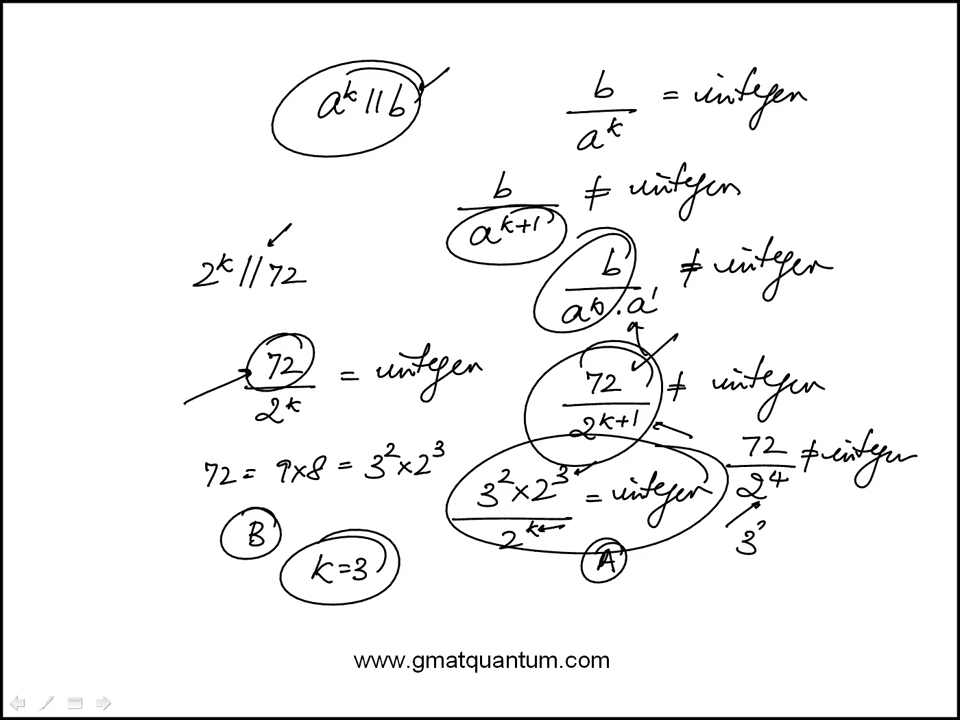 a^k || b
b/a^k = integer
b/a^(k+1) ≠ integer
2^k || 72
b/(a^k · a^1) ≠ integer
72/2^k = integer
72/2^(k+1) ≠ integer
72 = 9 × 8 = 3^2 × 2^3
(3^2 × 2^3)/2^k = integer
72/2^4 ≠ integer
B
k = 3
A
www.gmatquantum.com